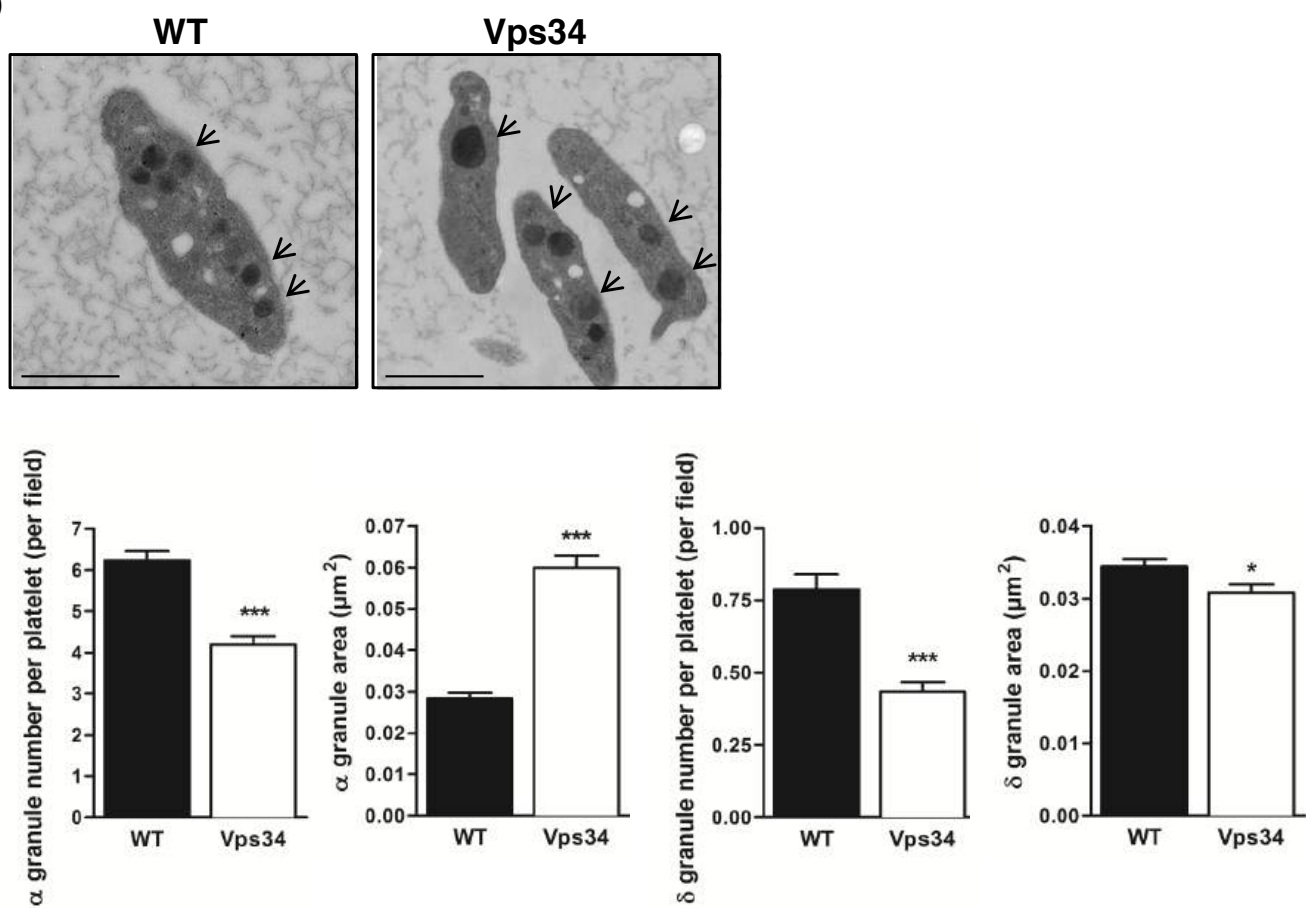 )
WT
Vps34
α granule number per platelet (per field)
7
6
5
4
3
2
1
0
***
WT
Vps34
α granule area (μm²)
0.07
0.06
0.05
0.04
0.03
0.02
0.01
0.00
***
WT
Vps34
δ granule number per platelet (per field)
1.00
0.75
0.50
0.25
0.00
***
WT
Vps34
δ granule area (μm²)
0.04
0.03
0.02
0.01
0.00
*
WT
Vps34